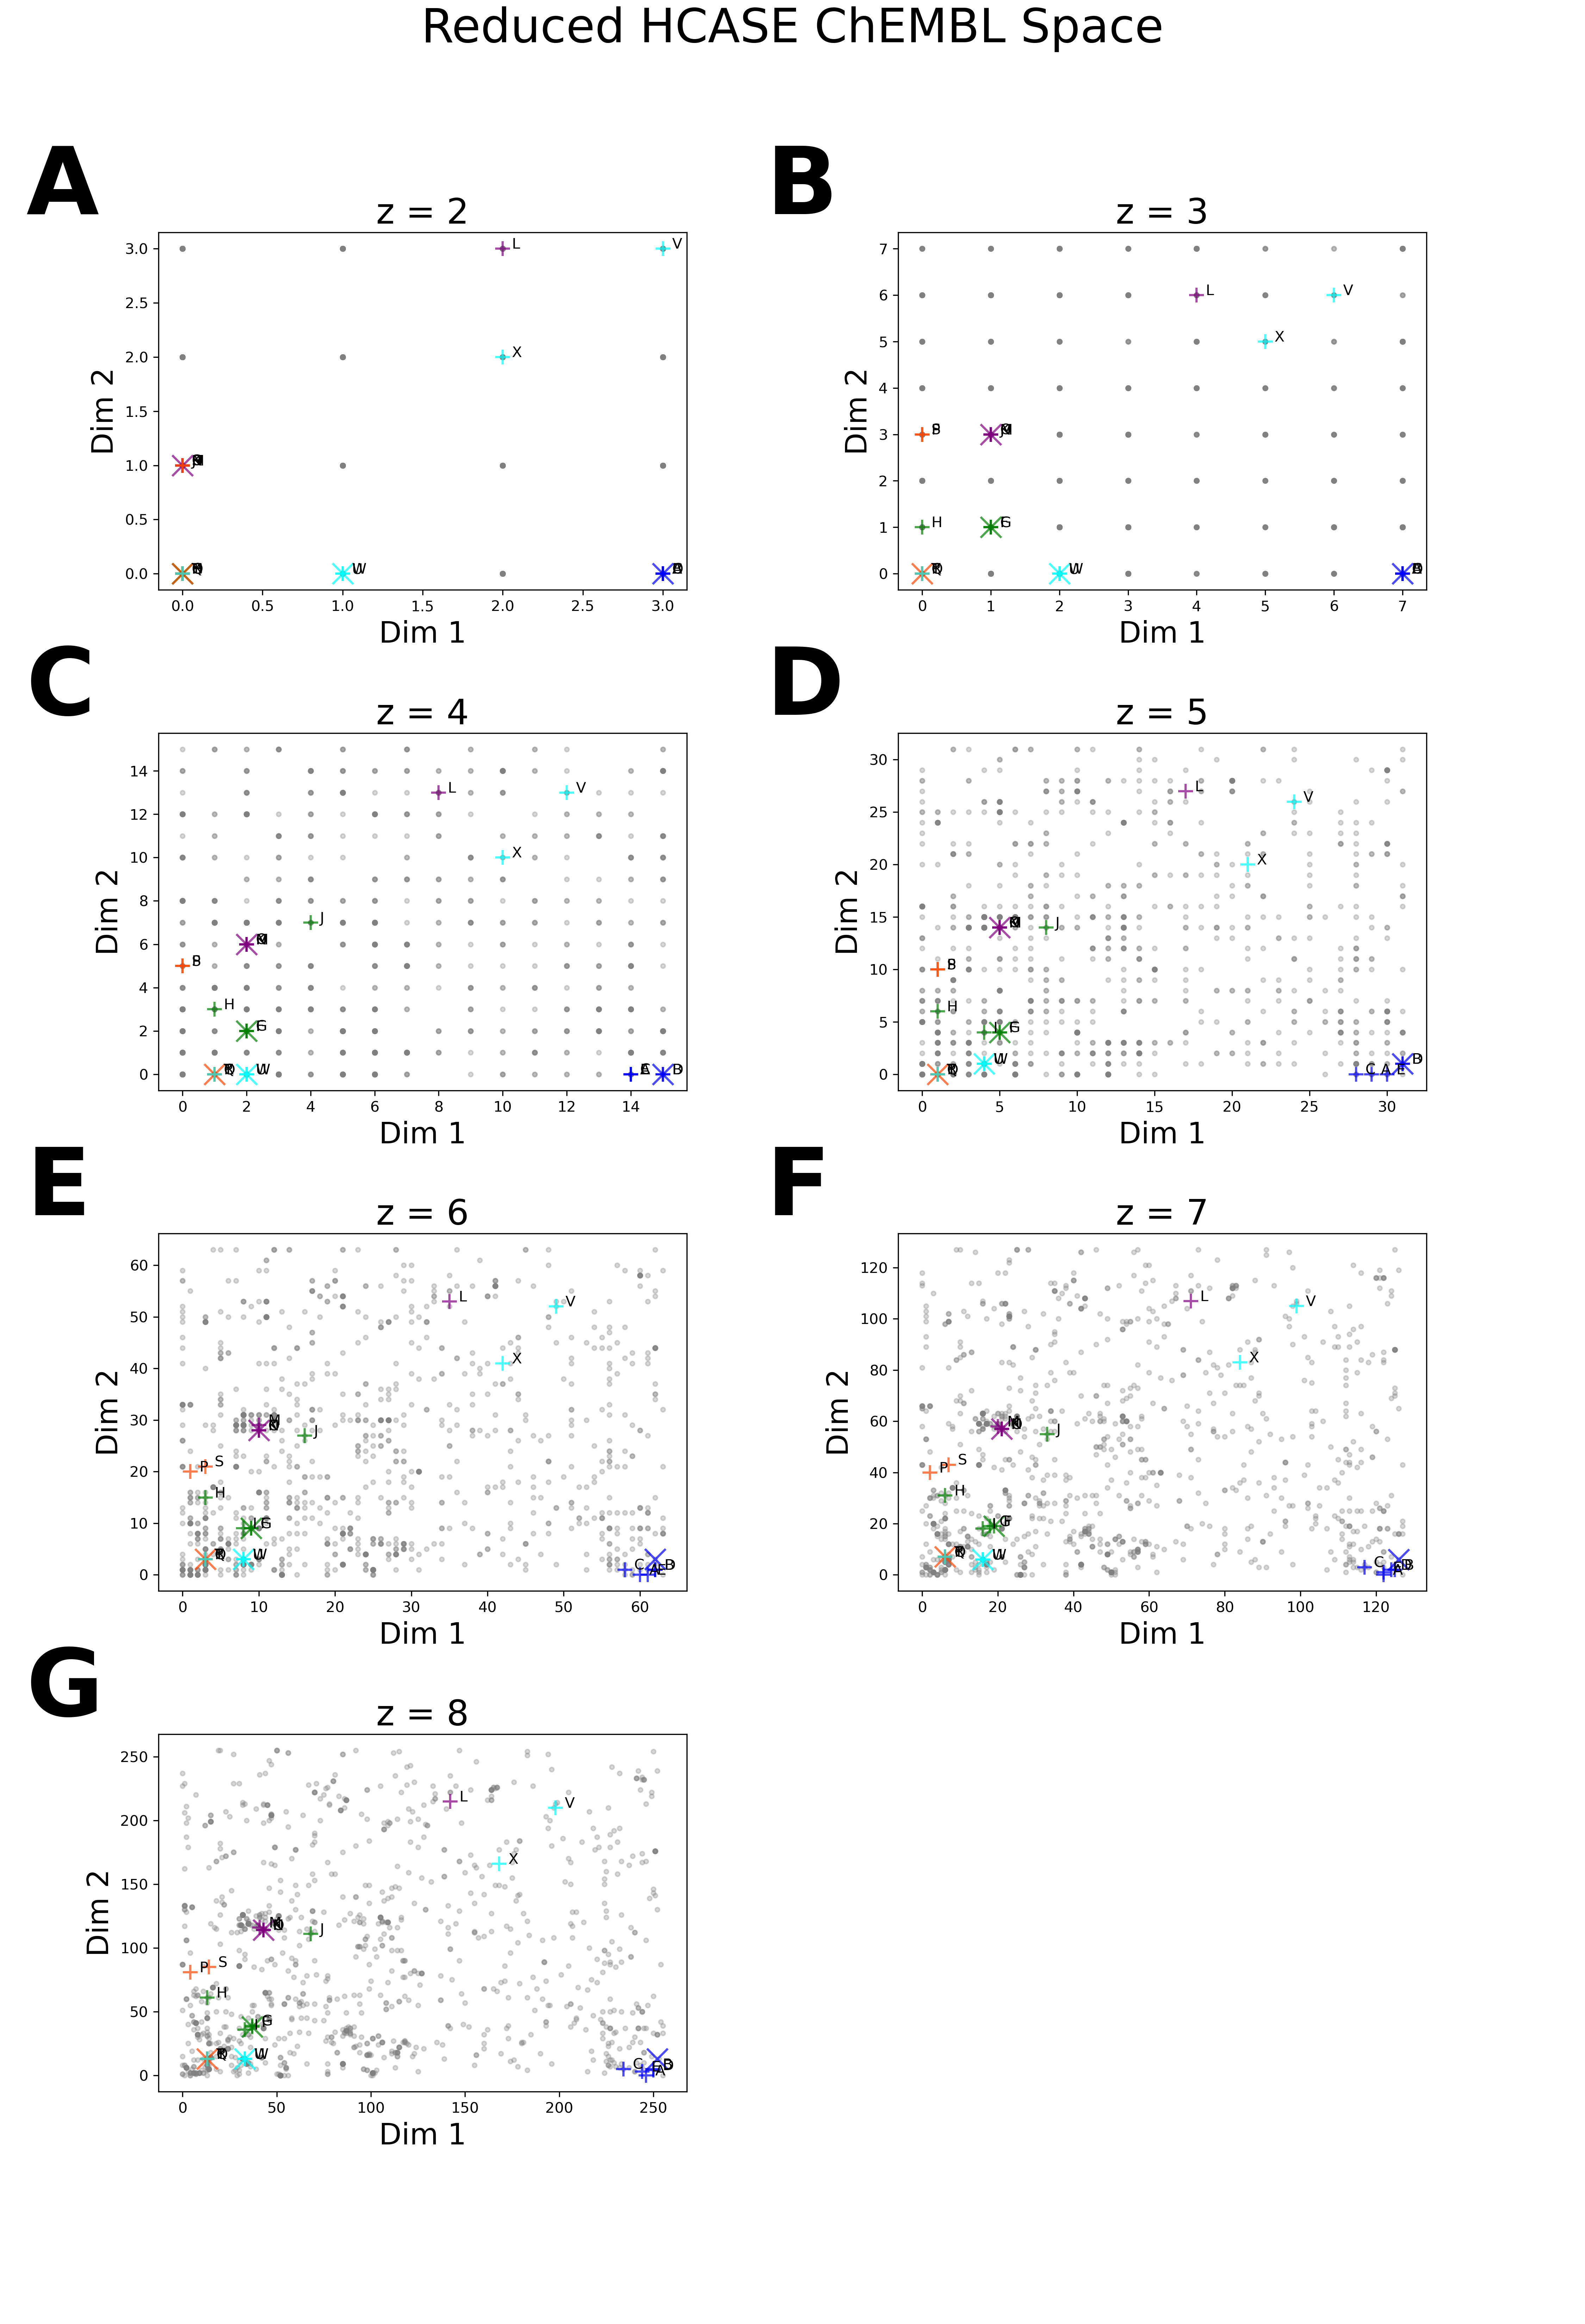 Reduced HCASE ChEMBL Space
A
z = 2
Dim 2
3.0
2.5
2.0
1.5
1.0
0.5
0.0
L
V
X
W
0.0 0.5 1.0 1.5 2.0 2.5 3.0
Dim 1
B
z = 3
Dim 2
7
6
5
4
3
2
1
0
L
V
X
H
G
W
0 1 2 3 4 5 6 7
Dim 1
C
z = 4
Dim 2
14
12
10
8
6
4
2
0
L
V
X
J
H
G
W
0 2 4 6 8 10 12 14
Dim 1
D
z = 5
Dim 2
30
25
20
15
10
5
0
L
V
X
J
H
G
C
A
E
0 5 10 15 20 25 30
Dim 1
E
z = 6
Dim 2
60
50
40
30
20
10
0
L
V
X
M
J
P
S
H
G
W
C
0 10 20 30 40 50 60
Dim 1
F
z = 7
Dim 2
120
100
80
60
40
20
0
L
V
X
M
J
P
S
H
C
B
A
0 20 40 60 80 100 120
Dim 1
G
z = 8
Dim 2
250
200
150
100
50
0
L
V
X
M
J
P
S
H
G
W
C
A
0 50 100 150 200 250
Dim 1